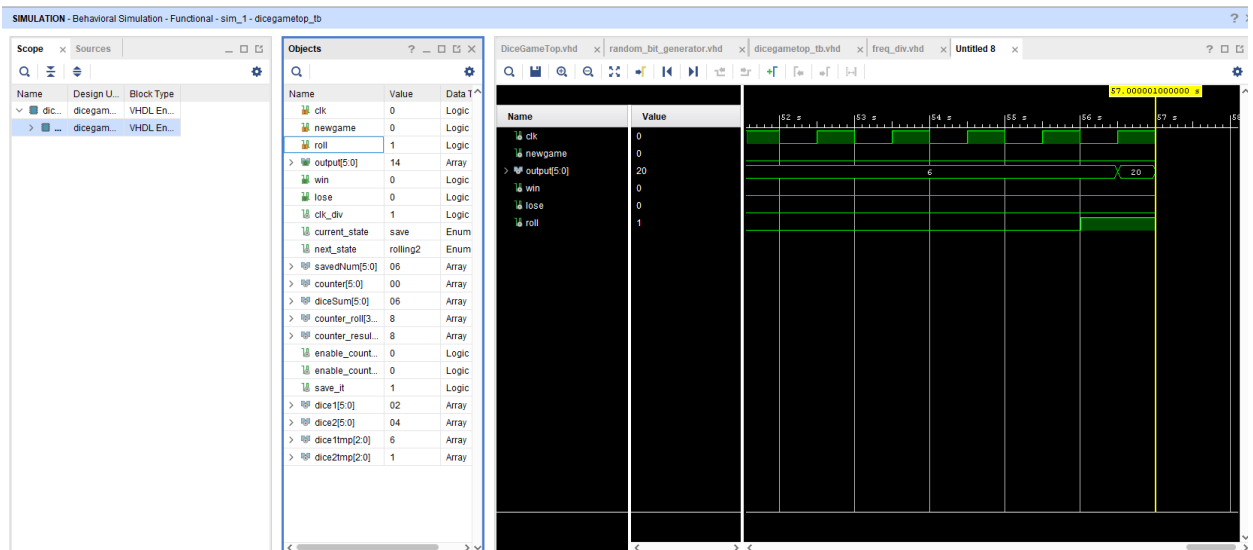 SIMULATION - Behavioral Simulation - Functional - sim_1 - dicegametop_tb
Scope
Sources
Name Design U... Block Type
dic... dicegam... VHDL En...
... dicegam... VHDL En...
Objects
Name Value Data T
clk 0 Logic
newgame 0 Logic
roll 1 Logic
output[5:0] 14 Array
win 0 Logic
lose 0 Logic
clk_div 1 Logic
current_state save Enum
next_state rolling2 Enum
savedNum[5:0] 06 Array
counter[5:0] 00 Array
diceSum[5:0] 06 Array
counter_roll[3... 8 Array
counter_resul... 8 Array
enable_count... 0 Logic
enable_count... 0 Logic
save_it 1 Logic
dice1[5:0] 02 Array
dice2[5:0] 04 Array
dice1tmp[2:0] 6 Array
dice2tmp[2:0] 1 Array
DiceGameTop.vhd random_bit_generator.vhd dicegametop_tb.vhd freq_div.vhd Untitled 8
Name Value
clk 0
newgame 0
output[5:0] 20
win 0
lose 0
roll 1
57.000001000000 s
52 s 53 s 54 s 55 s 56 s 57 s 58
6 20